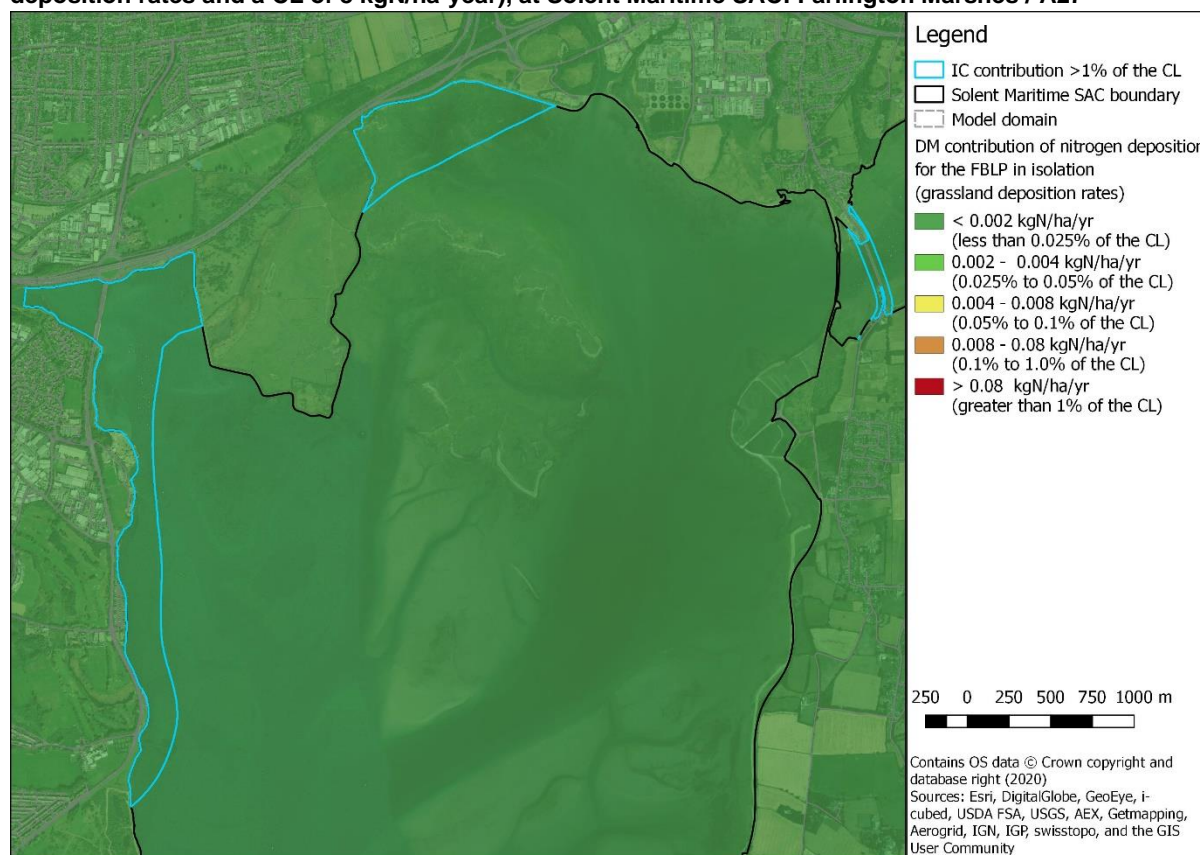 deposition rates and a CL of 8 kgN/ha-year), at Solent Maritime SAC: Farlington Marshes / A27
Legend
IC contribution >1% of the CL
Solent Maritime SAC boundary
Model domain
DM contribution of nitrogen deposition
for the FBLP in isolation
(grassland deposition rates)
< 0.002 kgN/ha/yr
(less than 0.025% of the CL)
0.002 - 0.004 kgN/ha/yr
(0.025% to 0.05% of the CL)
0.004 - 0.008 kgN/ha/yr
(0.05% to 0.1% of the CL)
0.008 - 0.08 kgN/ha/yr
(0.1% to 1.0% of the CL)
> 0.08 kgN/ha/yr
(greater than 1% of the CL)
250 0 250 500 750 1000 m
Contains OS data © Crown copyright and
database right (2020)
Sources: Esri, DigitalGlobe, GeoEye, i-
cubed, USDA FSA, USGS, AEX, Getmapping,
Aerogrid, IGN, IGP, swisstopo, and the GIS
User Community